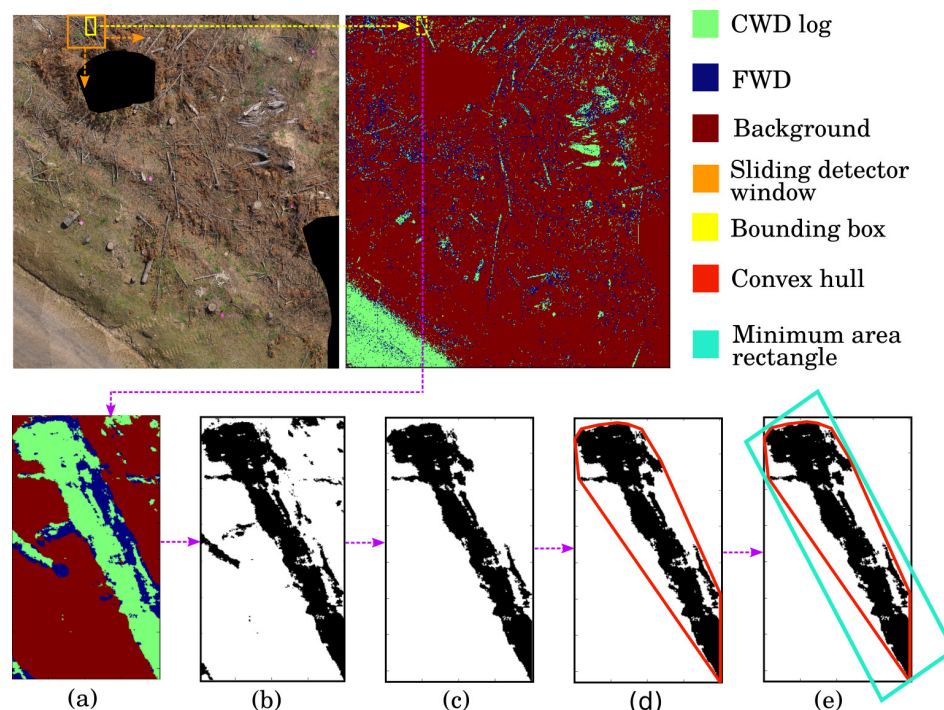 CWD log
FWD
Background
Sliding detector
window
Bounding box
Convex hull
Minimum area
rectangle
(a)
(b)
(c)
(d)
(e)